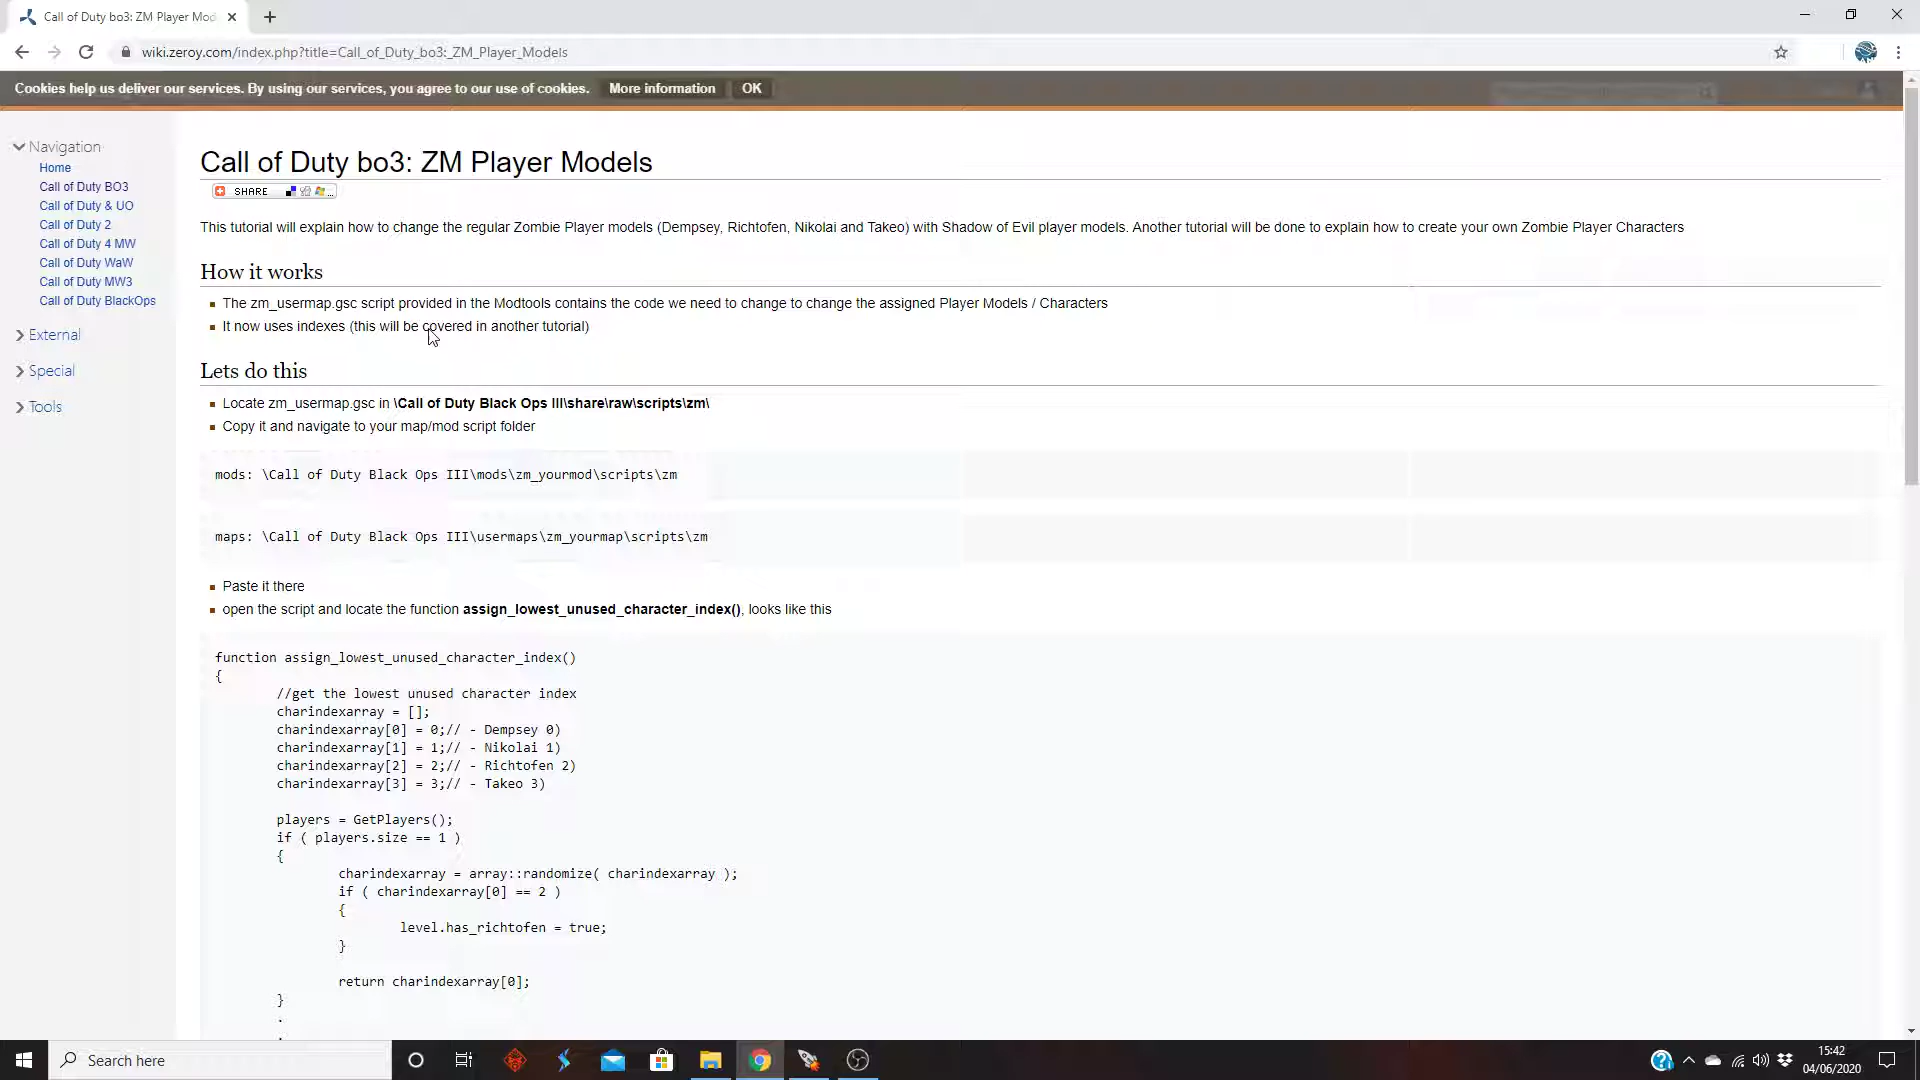 Call of Duty bo3: ZM Player Mod
wiki.zeroy.com/index.php?title=Call_of_Duty_bo3:_ZM_Player_Models
Cookies help us deliver our services. By using our services, you agree to our use of cookies. More information OK
Navigation
Home
Call of Duty BO3
Call of Duty & UO
Call of Duty 2
Call of Duty 4 MW
Call of Duty WaW
Call of Duty MW3
Call of Duty BlackOps
External
Special
Tools
Call of Duty bo3: ZM Player Models
SHARE
This tutorial will explain how to change the regular Zombie Player models (Dempsey, Richtofen, Nikolai and Takeo) with Shadow of Evil player models. Another tutorial will be done to explain how to create your own Zombie Player Characters
How it works
The zm_usermap.gsc script provided in the Modtools contains the code we need to change to change the assigned Player Models / Characters
It now uses indexes (this will be covered in another tutorial)
Lets do this
Locate zm_usermap.gsc in \Call of Duty Black Ops III\share\raw\scripts\zm\
Copy it and navigate to your map/mod script folder
mods: \Call of Duty Black Ops III\mods\zm_yourmod\scripts\zm
maps: \Call of Duty Black Ops III\usermaps\zm_yourmap\scripts\zm
Paste it there
open the script and locate the function assign_lowest_unused_character_index(), looks like this
function assign_lowest_unused_character_index()
{
//get the lowest unused character index
charindexarray = [];
charindexarray[0] = 0;// - Dempsey 0)
charindexarray[1] = 1;// - Nikolai 1)
charindexarray[2] = 2;// - Richtofen 2)
charindexarray[3] = 3;// - Takeo 3)
players = GetPlayers();
if ( players.size == 1 )
{
charindexarray = array::randomize( charindexarray );
if ( charindexarray[0] == 2 )
{
level.has_richtofen = true;
}
return charindexarray[0];
}
.
.
Search here
15:42
04/06/2020